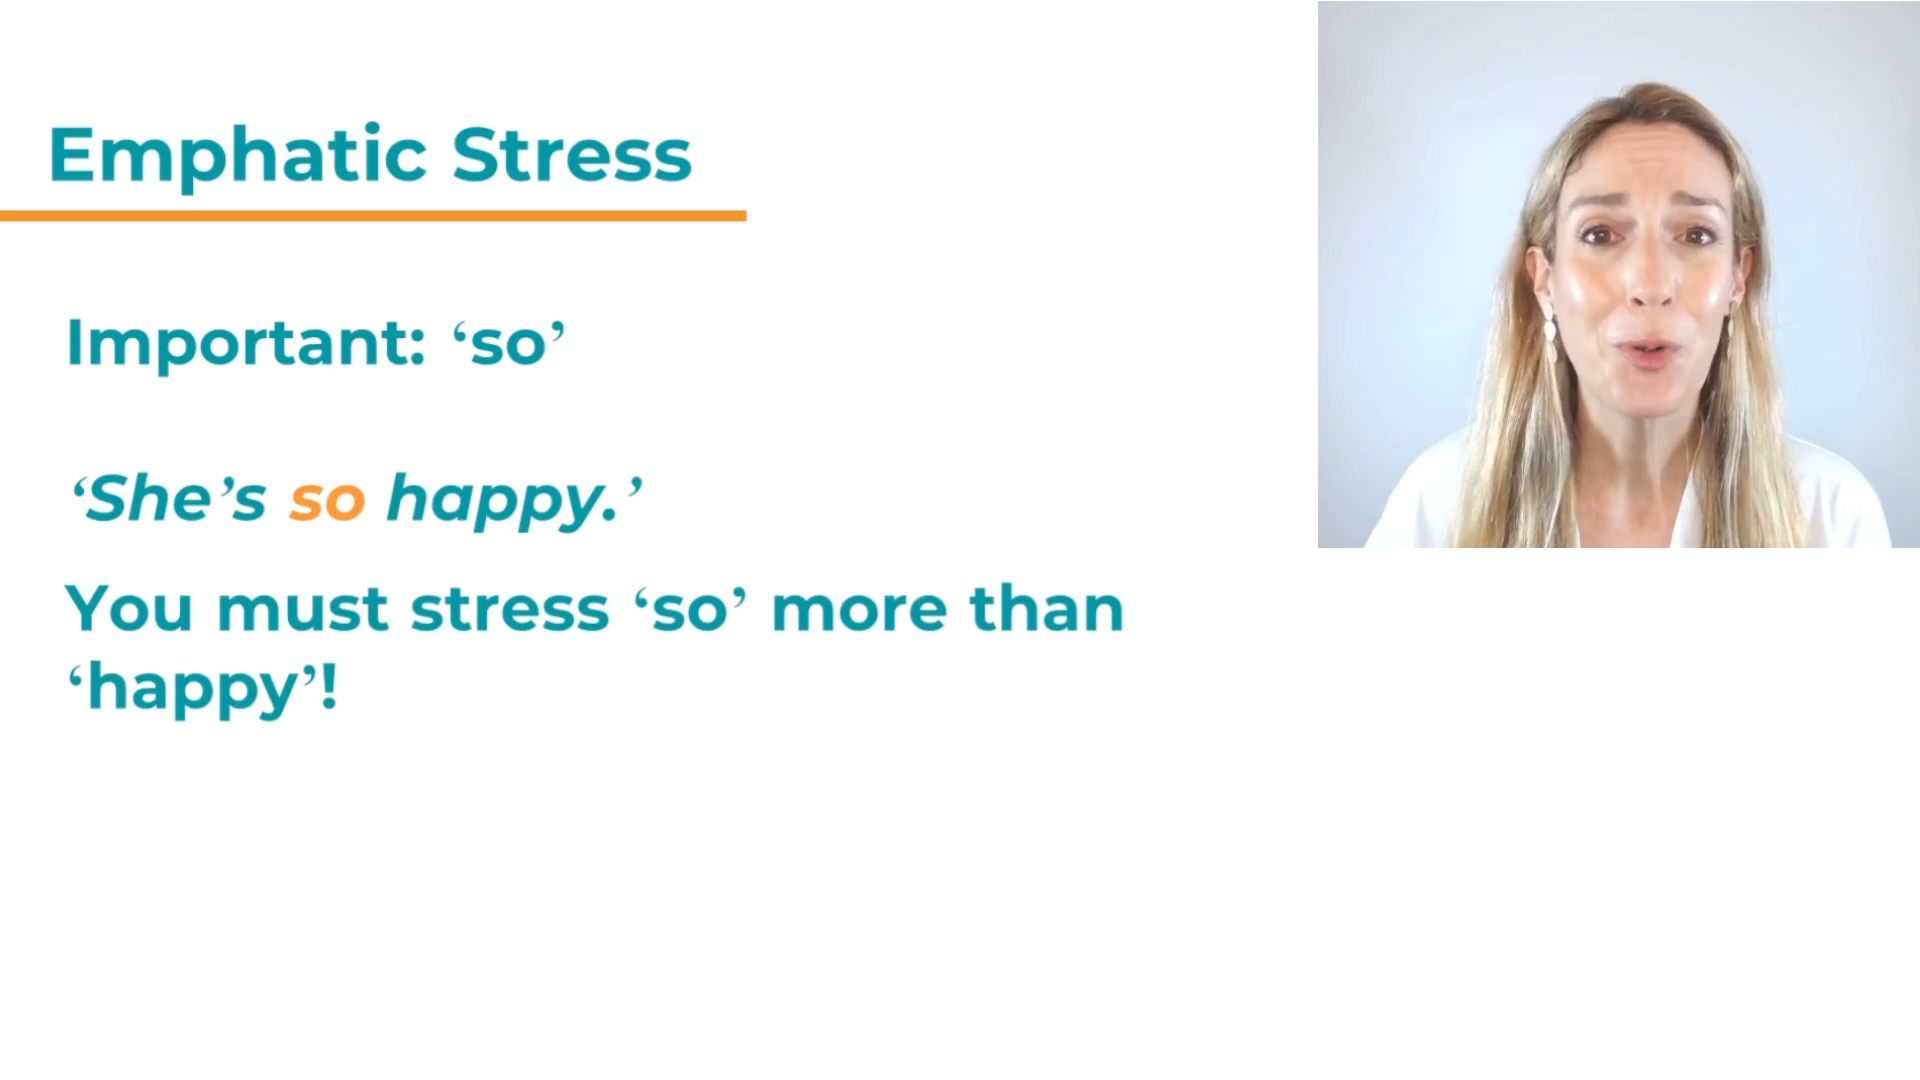 Emphatic Stress
Important: ‘so’
‘She’s so happy.’
You must stress ‘so’ more than
‘happy’!